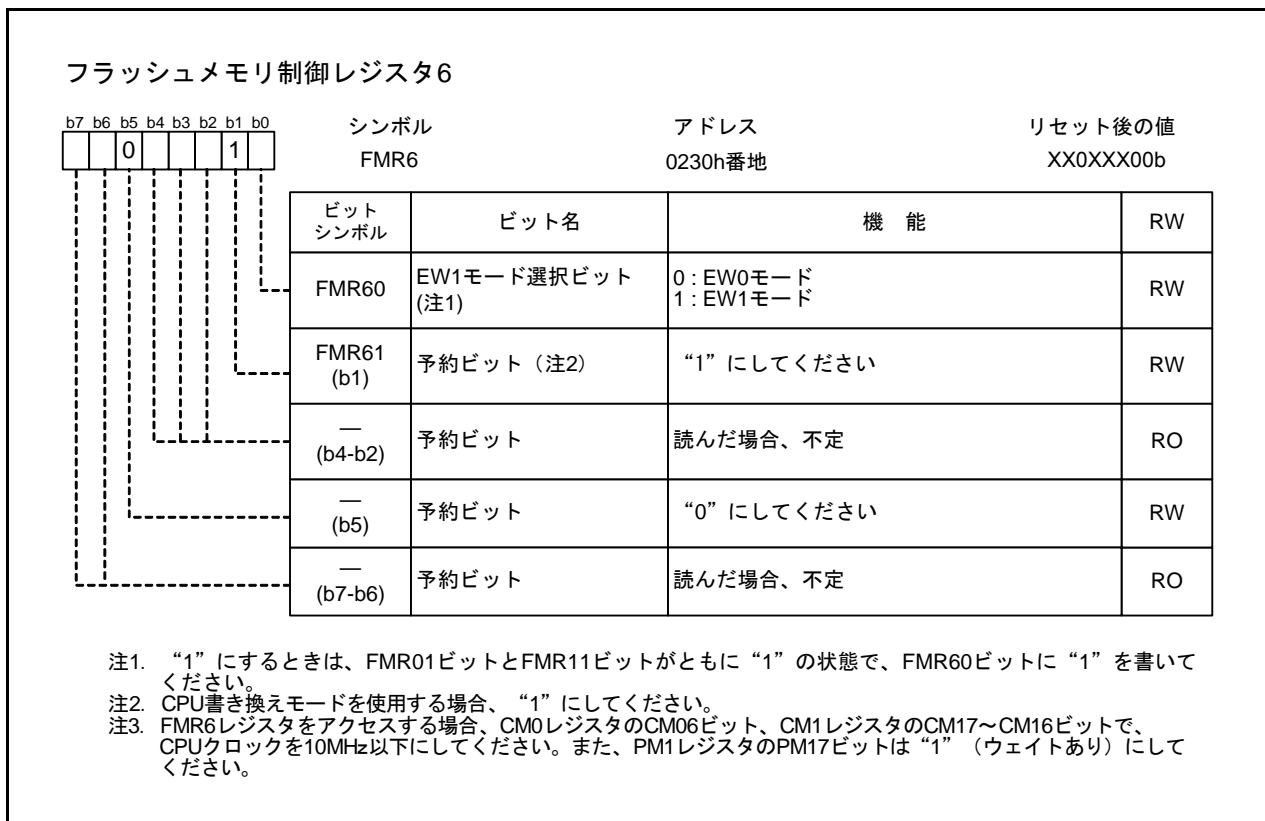 フラッシュメモリ制御レジスタ6
b7 b6 b5 b4 b3 b2 b1 b0
0 1
シンボル アドレス リセット後の値
FMR6 0230h番地 XX0XXX00b
ビット
シンボル ビット名 機 能 RW
FMR60 EW1モード選択ビット
(注1) 0 : EW0モード
1 : EW1モード RW
FMR61
(b1) 予約ビット（注2） “1”にしてください RW
—
(b4-b2) 予約ビット 読んだ場合、不定 RO
—
(b5) 予約ビット “0”にしてください RW
—
(b7-b6) 予約ビット 読んだ場合、不定 RO
注1. “1”にするときは、FMR01ビットとFMR11ビットがともに“1”の状態で、FMR60ビットに“1”を書いて
ください。
注2. CPU書き換えモードを使用する場合、“1”にしてください。
注3. FMR6レジスタをアクセスする場合、CM0レジスタのCM06ビット、CM1レジスタのCM17～CM16ビットで、
CPUクロックを10MHz以下にしてください。また、PM1レジスタのPM17ビットは“1”（ウェイトあり）にして
ください。